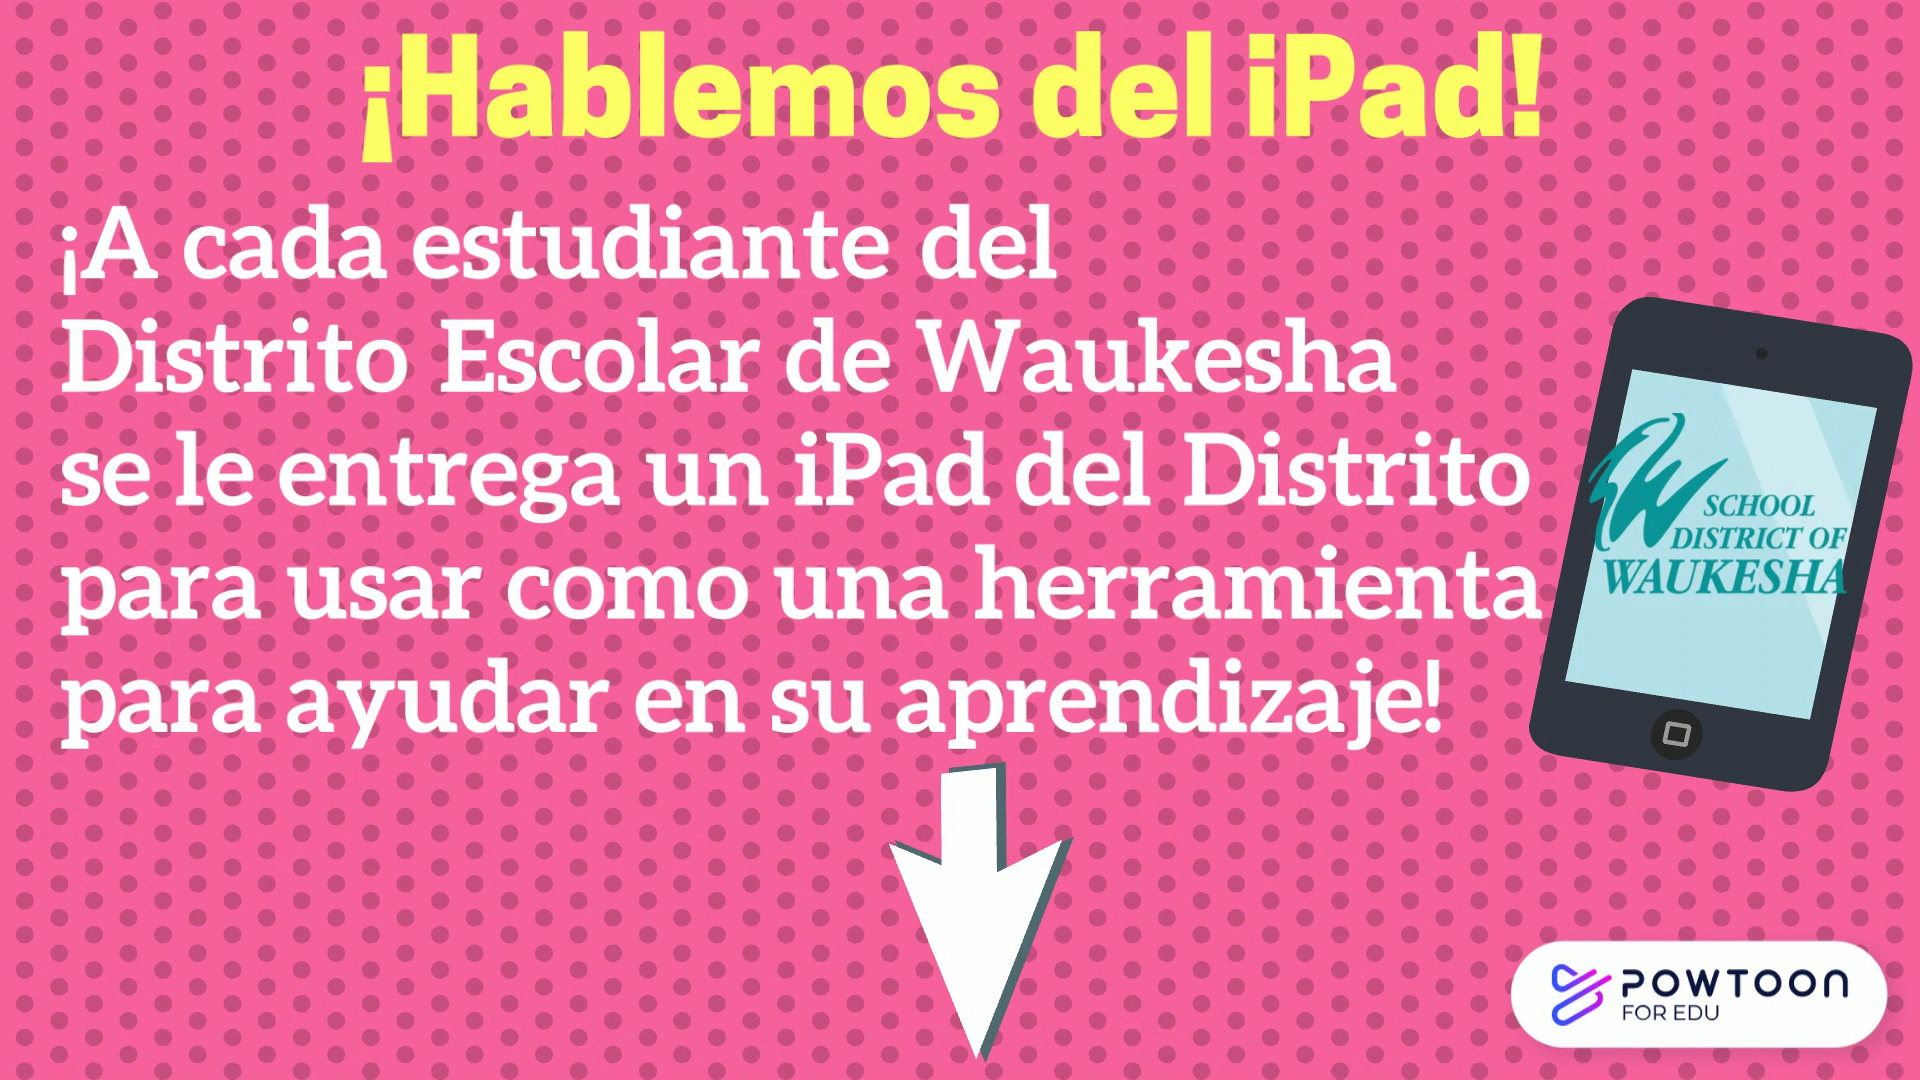 ¡Hablemos del iPad!
¡A cada estudiante del
Distrito Escolar de Waukesha
se le entrega un iPad del Distrito
para usar como una herramienta
para ayudar en su aprendizaje!
SCHOOL
DISTRICT OF
WAUKESHA
POWTOON
FOR EDU